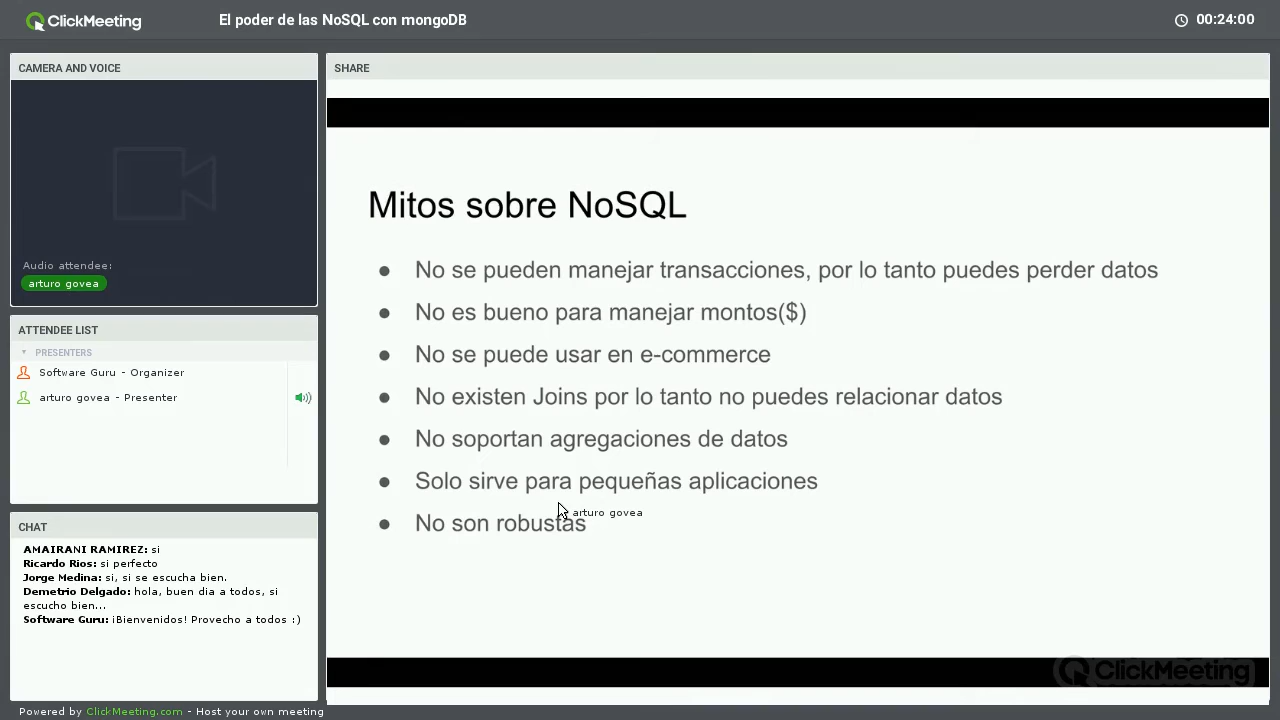 ClickMeeting
El poder de las NoSQL con mongoDB
00:24:00
CAMERA AND VOICE
Audio attendee:
arturo govea
ATTENDEE LIST
PRESENTERS
Software Guru - Organizer
arturo govea - Presenter
CHAT
AMAIRANI RAMIREZ: si
Ricardo Rios: si perfecto
Jorge Medina: si, si se escucha bien.
Demetrio Delgado: hola, buen dia a todos, si
escucho bien...
Software Guru: ¡Bienvenidos! Provecho a todos :)
SHARE
Mitos sobre NoSQL
● No se pueden manejar transacciones, por lo tanto puedes perder datos
● No es bueno para manejar montos($)
● No se puede usar en e-commerce
● No existen Joins por lo tanto no puedes relacionar datos
● No soportan agregaciones de datos
● Solo sirve para pequeñas aplicaciones
arturo govea
● No son robustas
ClickMeeting
Powered by ClickMeeting.com - Host your own meeting